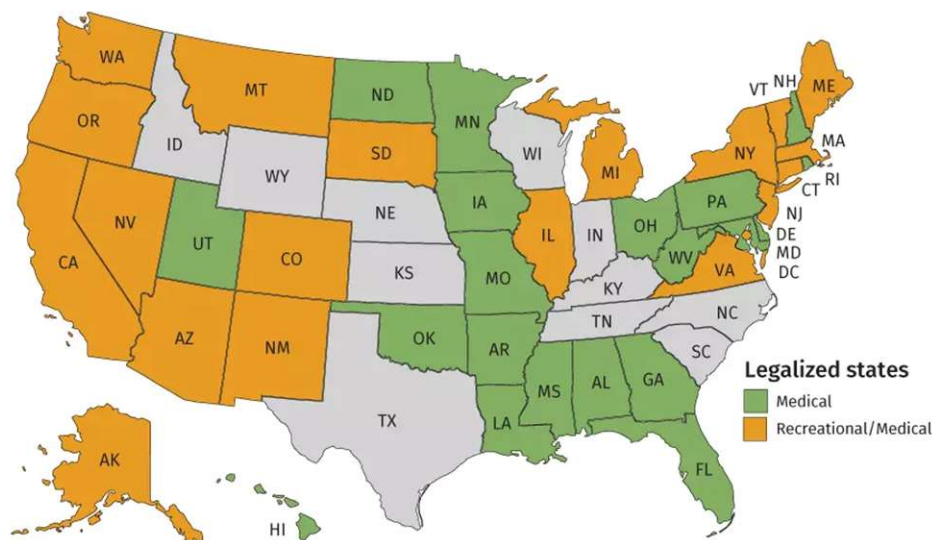 WA
MT
ND
MN
VT
NH
ME
OR
ID
SD
WI
MI
NY
MA
WY
RI
CT
NV
NE
IA
PA
NJ
CA
UT
CO
IL
IN
OH
DE
WV
MD
KS
MO
VA
DC
KY
AZ
NM
OK
AR
TN
NC
SC
MS
AL
GA
Legalized states
Medical
TX
LA
Recreational/Medical
AK
FL
HI